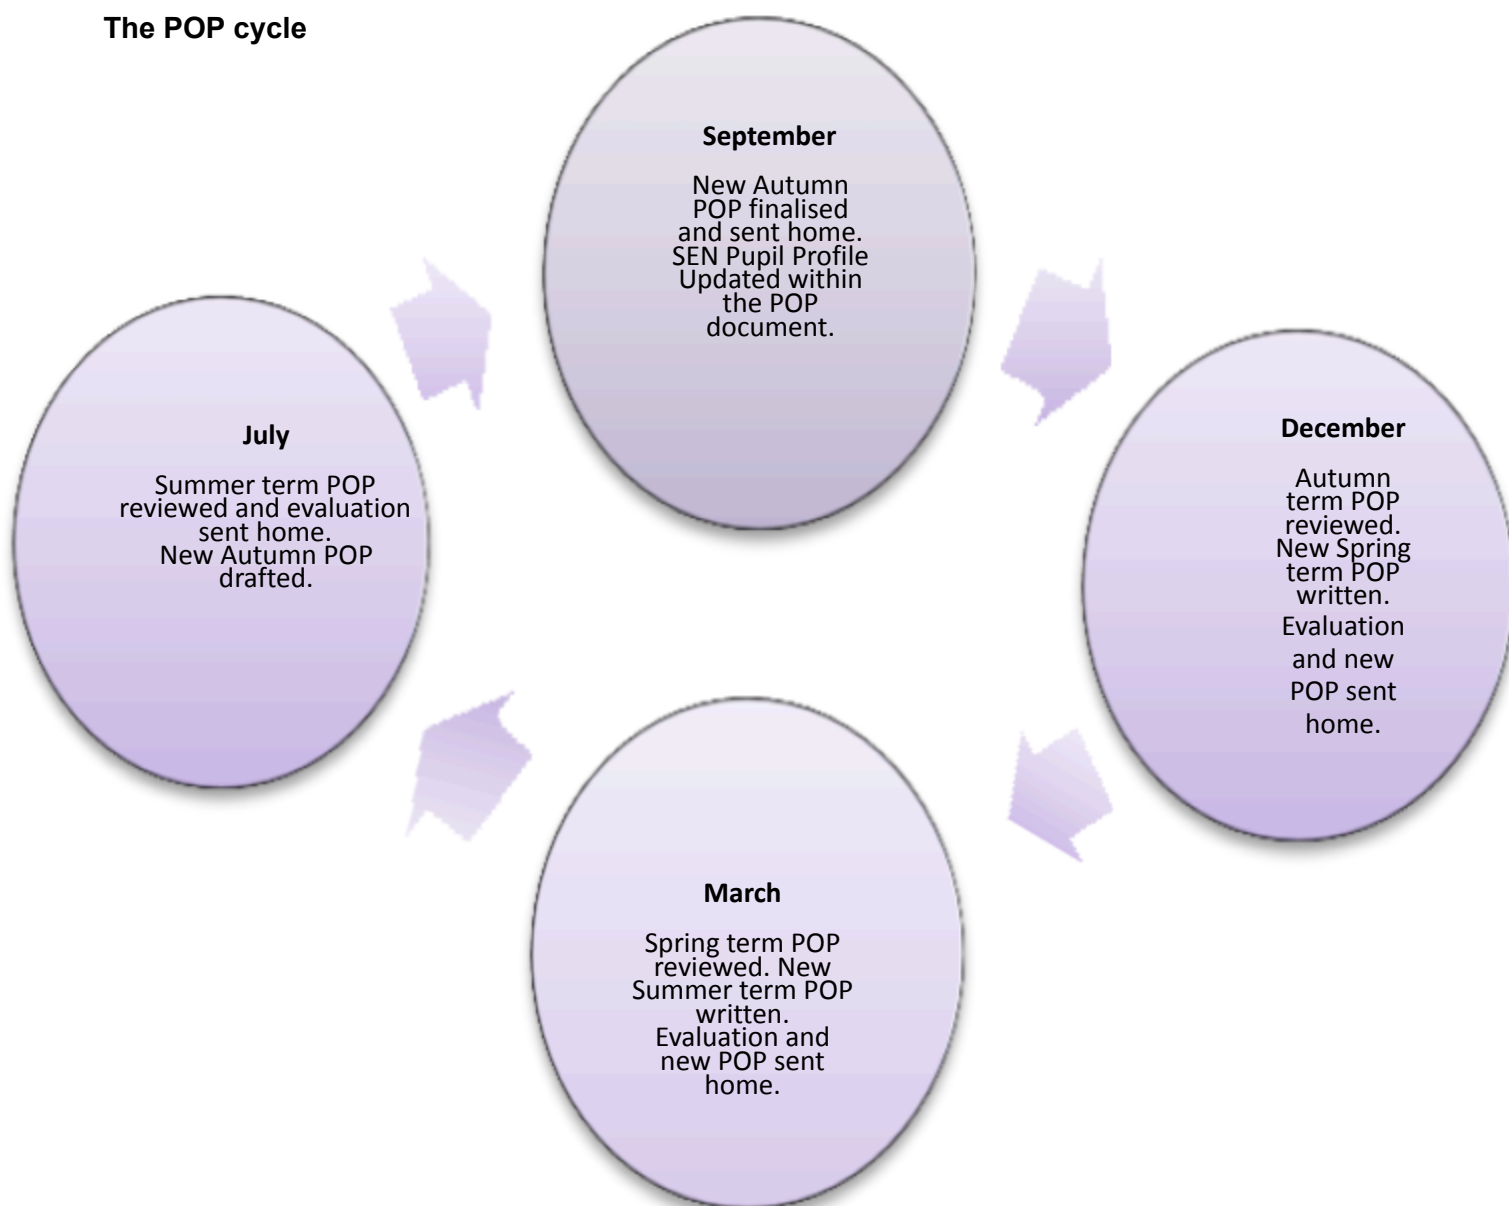 The POP cycle
September
New Autumn
POP finalised
and sent home.
SEN Pupil Profile
Updated within
the POP
document.
December
Autumn
term POP
reviewed.
New Spring
term POP
written.
Evaluation
and new
POP sent
home.
March
Spring term POP
reviewed. New
Summer term POP
written.
Evaluation and
new POP sent
home.
July
Summer term POP
reviewed and evaluation
sent home.
New Autumn POP
drafted.